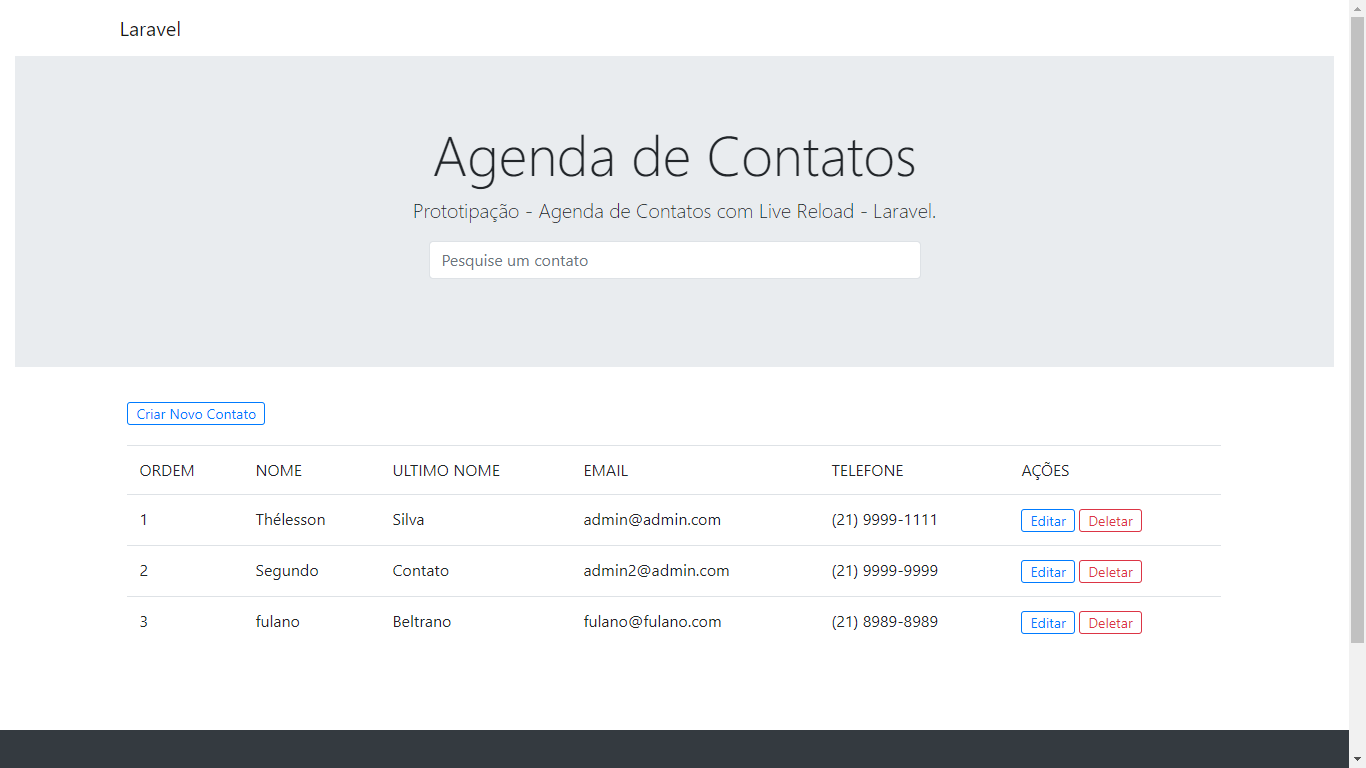 Laravel
Agenda de Contatos
Prototipação - Agenda de Contatos com Live Reload - Laravel.
Pesquise um contato
Criar Novo Contato
ORDEM NOME ULTIMO NOME EMAIL TELEFONE AÇÕES
1 Thélesson Silva admin@admin.com (21) 9999-1111 Editar Deletar
2 Segundo Contato admin2@admin.com (21) 9999-9999 Editar Deletar
3 fulano Beltrano fulano@fulano.com (21) 8989-8989 Editar Deletar